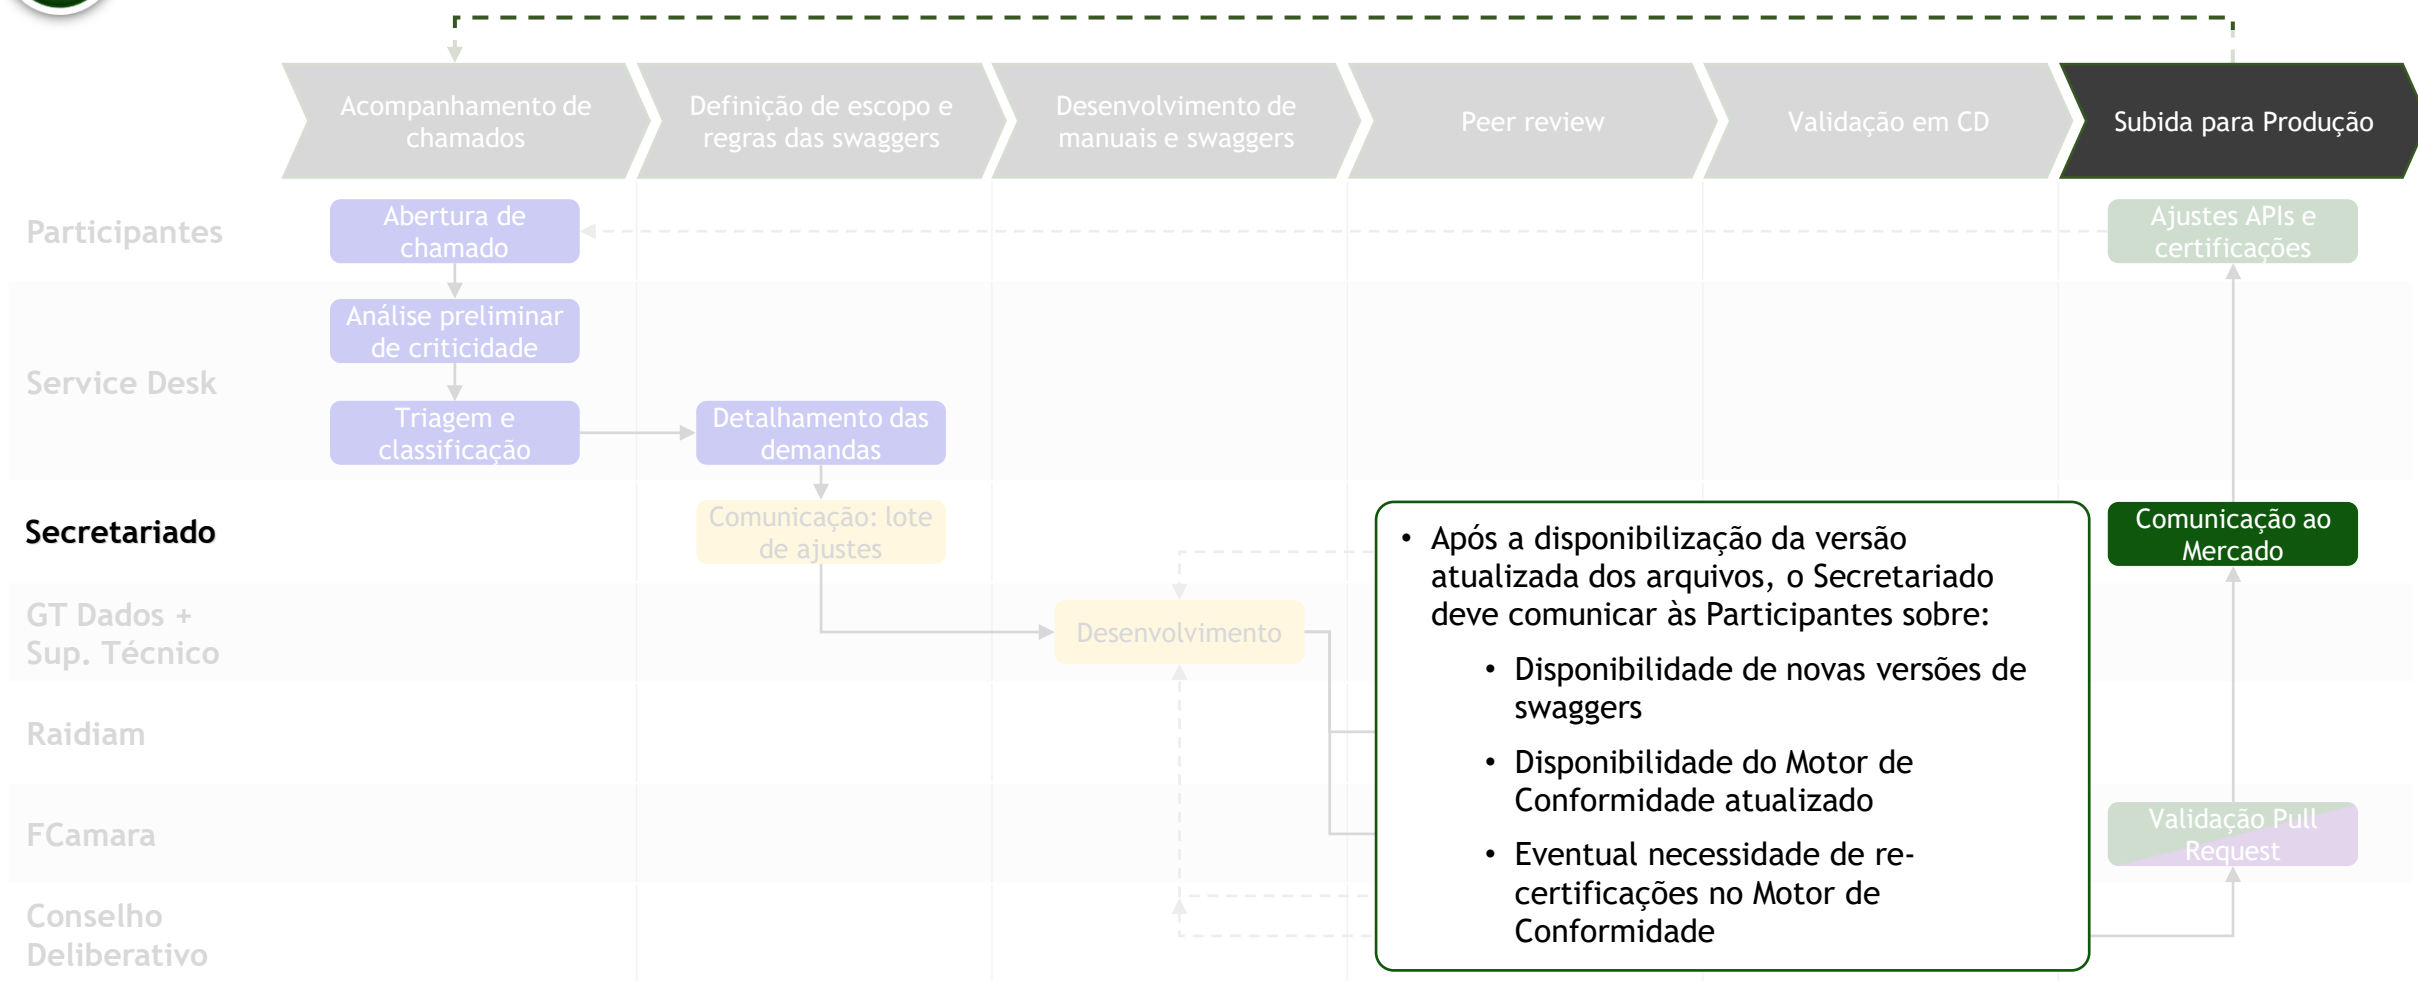 Acompanhamento de
chamados
Definição de escopo e
regras das swaggers
Desenvolvimento de
manuais e swaggers
Peer review
Validação em CD
Subida para Produção
Participantes
Abertura de
chamado
Ajustes APIs e
certificações
Service Desk
Análise preliminar
de criticidade
Triagem e
classificação
Detalhamento das
demandas
Secretariado
Comunicação: lote
de ajustes
Comunicação ao
Mercado
GT Dados +
Sup. Técnico
Desenvolvimento
Raidiam
FCamara
Validação Pull
Request
Conselho
Deliberativo
• Após a disponibilização da versão
atualizada dos arquivos, o Secretariado
deve comunicar às Participantes sobre:
• Disponibilidade de novas versões de
swaggers
• Disponibilidade do Motor de
Conformidade atualizado
• Eventual necessidade de re-
certificações no Motor de
Conformidade